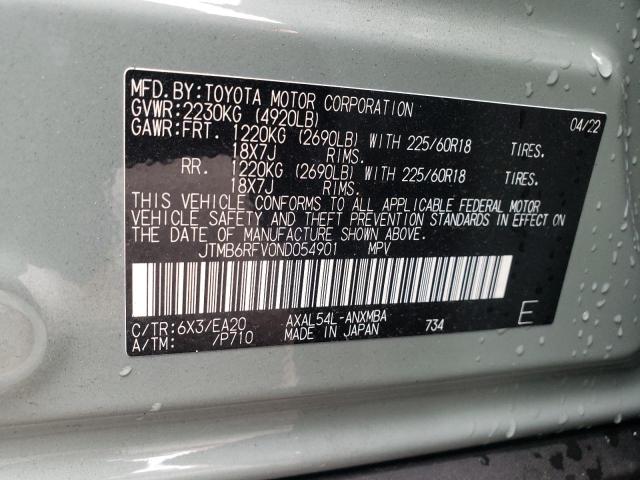 MFD.BY:TOYOTA MOTOR CORPORATION 04/22
GVWR:2230KG (4920LB)
GAWR:FRT. 1220KG (2690LB) WITH 225/60R18 TIRES.
18X7J RIMS.
RR. 1220KG (2690LB) WITH 225/60R18 TIRES.
18X7J RIMS.
THIS VEHICLE CONFORMS TO ALL APPLICABLE FEDERAL MOTOR
VEHICLE SAFETY AND THEFT PREVENTION STANDARDS IN EFFECT ON
THE DATE OF MANUFACTURE SHOWN ABOVE.
JTMB6RFV0ND054901 MPV
C/TR:6X3/EA20 AXAL54L-ANXMBA 734 E
A/TM: /P710 MADE IN JAPAN